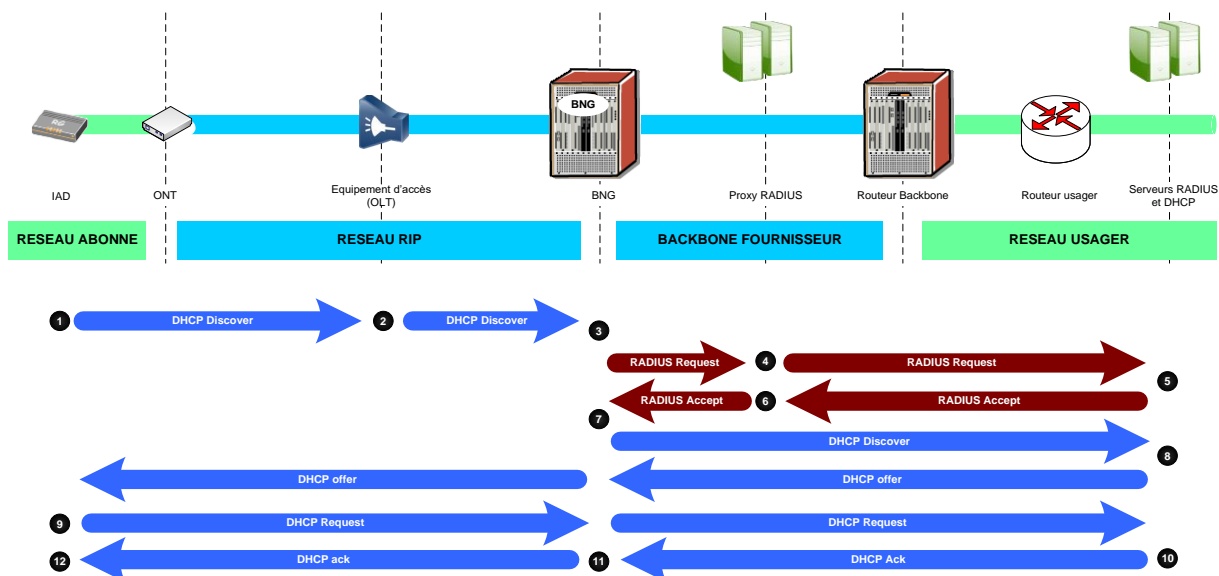 RG
BNG
IAD
ONT
Equipement d'accès
(OLT)
BNG
Proxy RADIUS
Routeur Backbone
Routeur usager
Serveurs RADIUS
et DHCP
RESEAU ABONNE
RESEAU RIP
BACKBONE FOURNISSEUR
RESEAU USAGER
1
DHCP Discover
2
DHCP Discover
3
RADIUS Request
4
RADIUS Request
5
RADIUS Accept
6
RADIUS Accept
7
DHCP Discover
8
DHCP offer
DHCP offer
9
DHCP Request
DHCP Request
12
DHCP ack
11
DHCP Ack
10